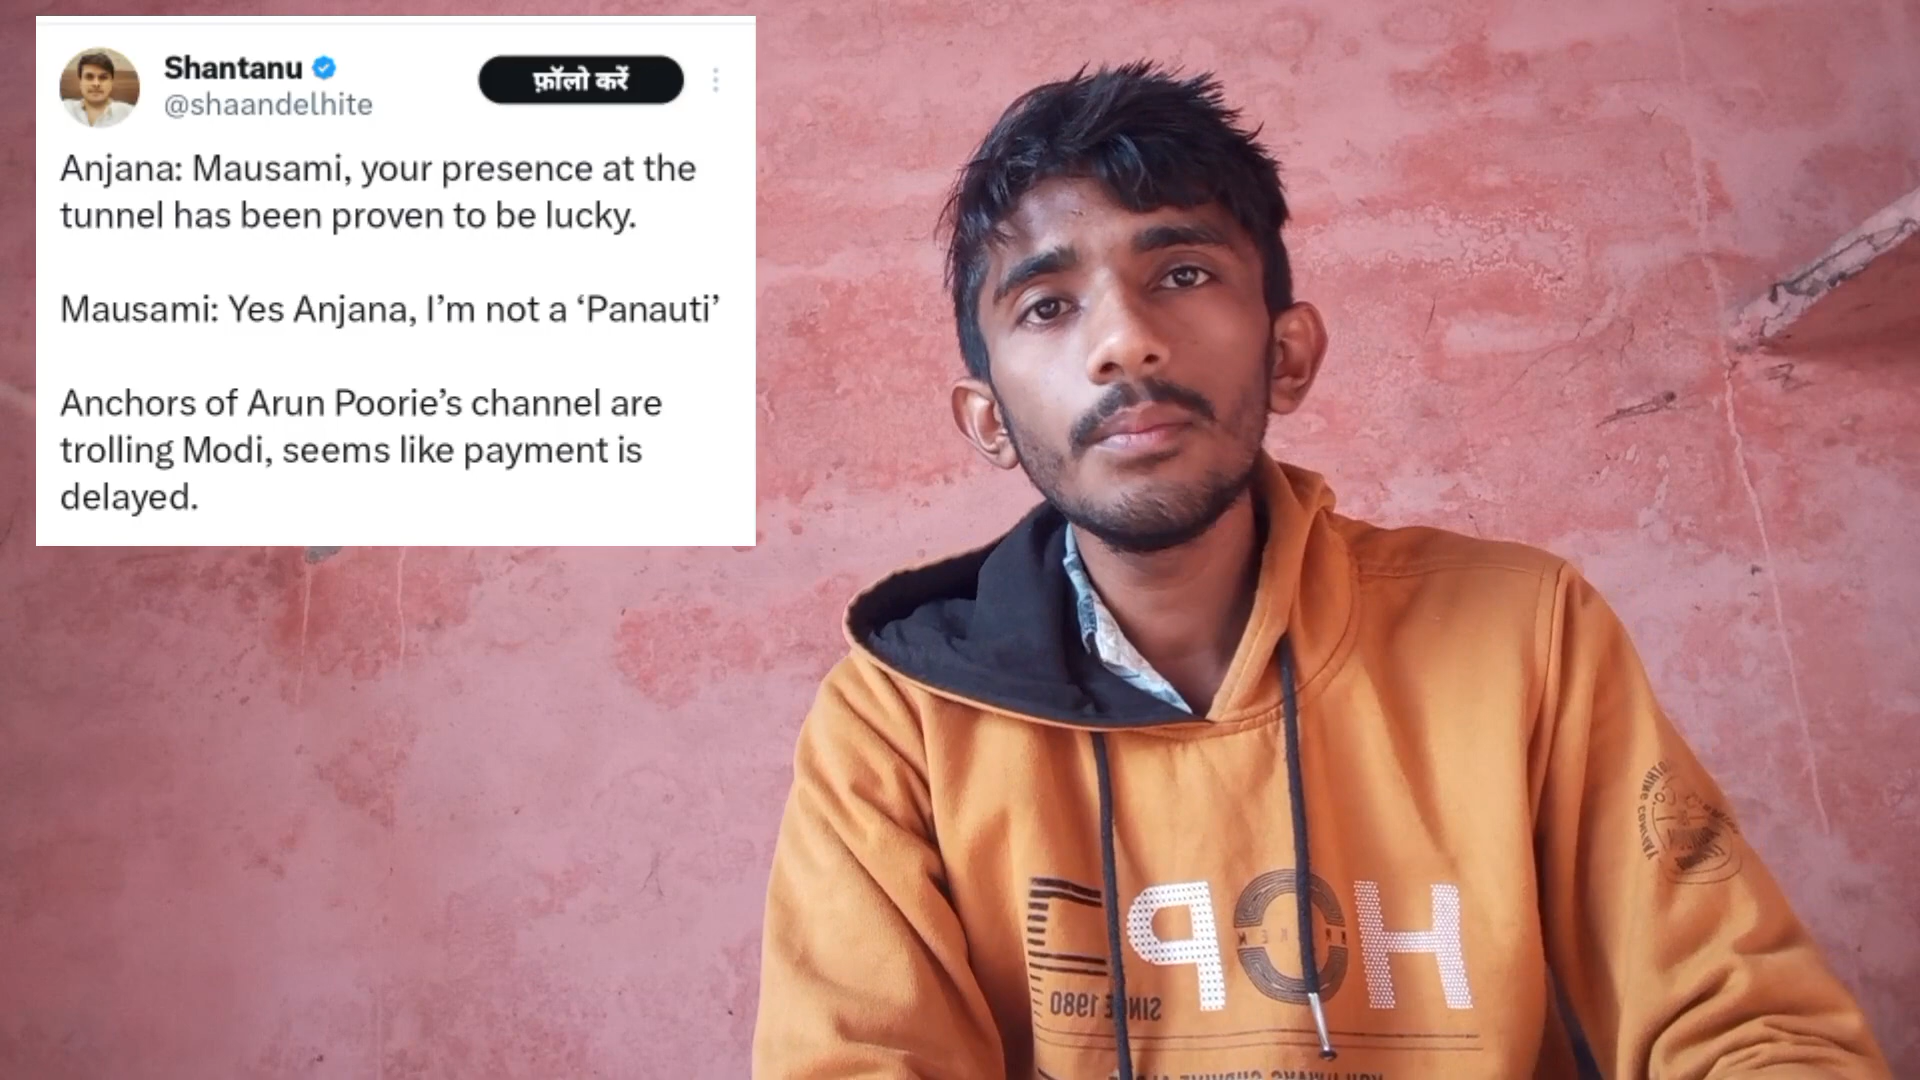 Shantanu
@shaandelhite
फ़ॉलो करें
Anjana: Mausami, your presence at the
tunnel has been proven to be lucky.
Mausami: Yes Anjana, I’m not a ‘Panauti’
Anchors of Arun Poorie’s channel are
trolling Modi, seems like payment is
delayed.
HOPE
SINCE 1980